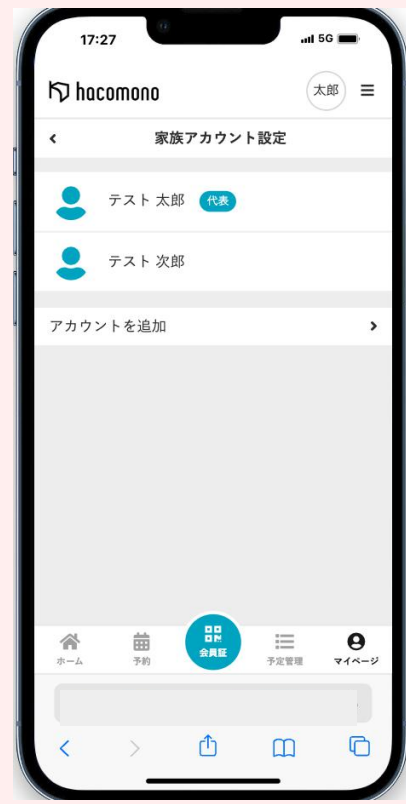 17:27
5G
hacomono
太郎
家族アカウント設定
テスト 太郎 代表
テスト 次郎
アカウントを追加
ホーム
予約
会員証
予定管理
マイページ